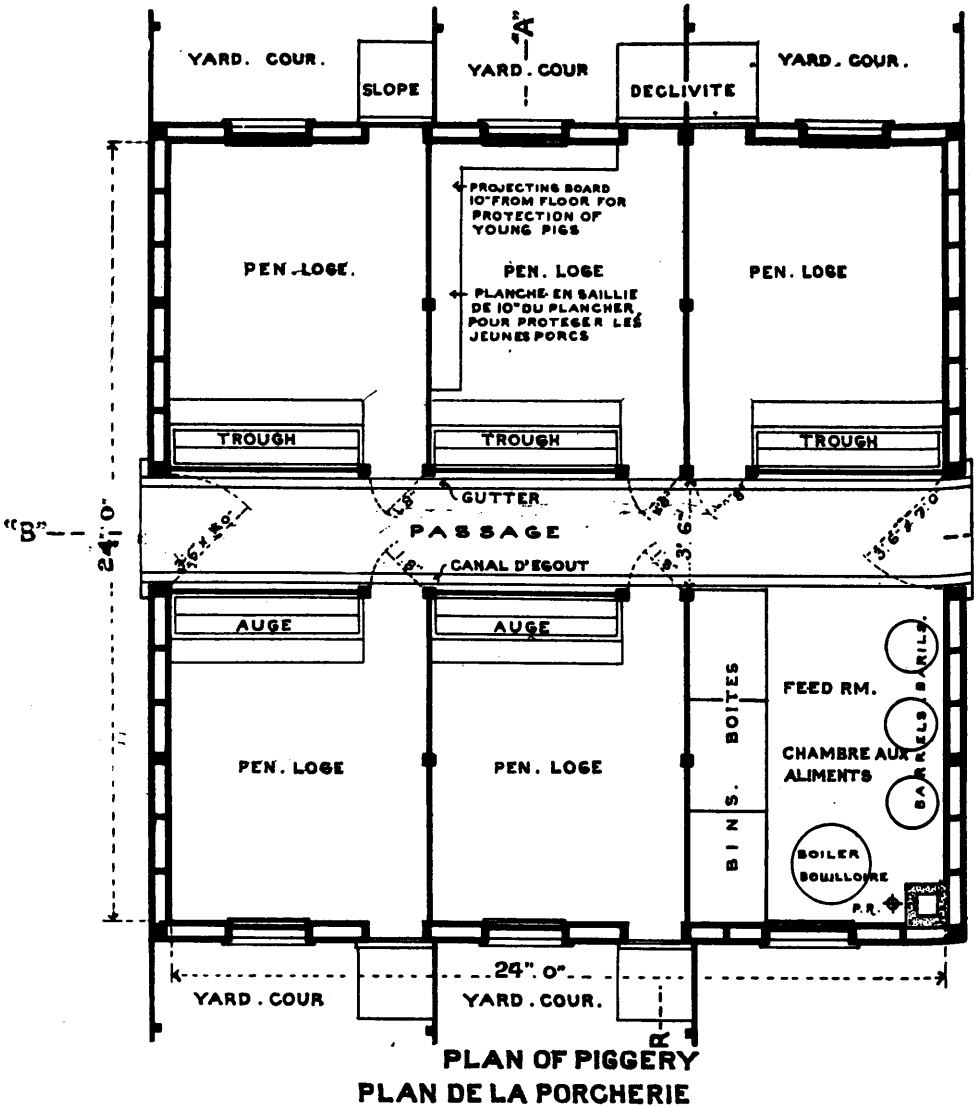 "A"
YARD. COUR.
YARD. COUR
YARD. COUR.
SLOPE
DECLIVITE
PROJECTING BOARD
10" FROM FLOOR FOR
PROTECTION OF
YOUNG PIGS
PEN. LOGE.
PEN. LOGE
PEN. LOGE
PLANCHE EN SAILLIE
DE 10" DU PLANCHER,
POUR PROTEGER LES
JEUNES PORCS
TROUGH
TROUGH
TROUGH
GUTTER
"B"
24" 0"
PASSAGE
3' 6"
CANAL D'EGOUT
AUGE
AUGE
BINS. BOITES
FEED RM.
BARRELS. BARILS.
CHAMBRE AUX
ALIMENTS
PEN. LOGE
PEN. LOGE
BOILER
BOUILLOIRE
P.R.
24" 0"
YARD. COUR
YARD. COUR.
R
PLAN OF PIGGERY
PLAN DE LA PORCHERIE